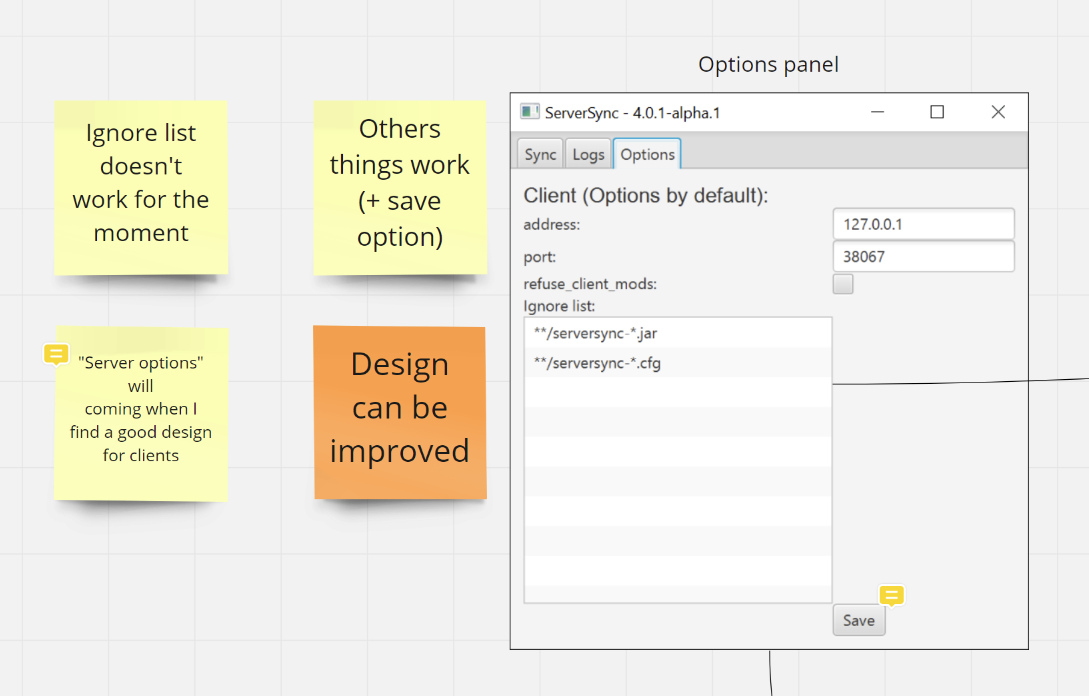 Options panel
Ignore list
doesn't
work for the
moment
Others
things work
(+ save
option)
"Server options"
will
coming when I
find a good design
for clients
Design
can be
improved
ServerSync - 4.0.1-alpha.1
Sync Logs Options
Client (Options by default):
address: 127.0.0.1
port: 38067
refuse_client_mods:
Ignore list:
**/serversync-*.jar
**/serversync-*.cfg
Save